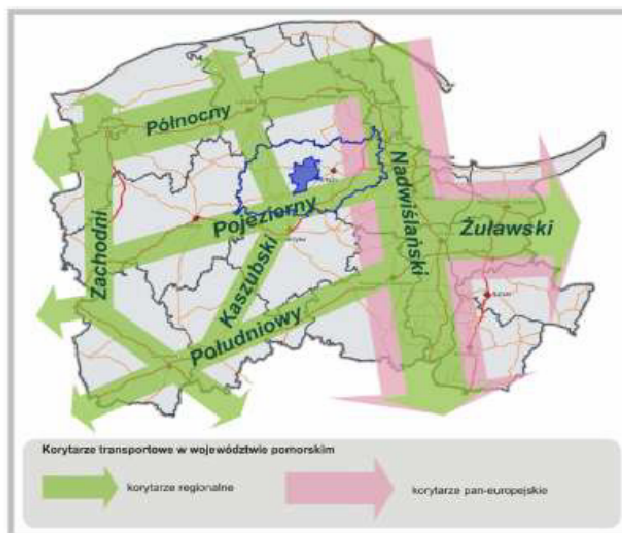 Północny
Nadwiślański
Pojezierny
Żuławski
Zachodni
Kaszubski
Południowy
Korytarze transportowe w województwie pomorskim
korytarze regionalne
korytarze pan-europejskie